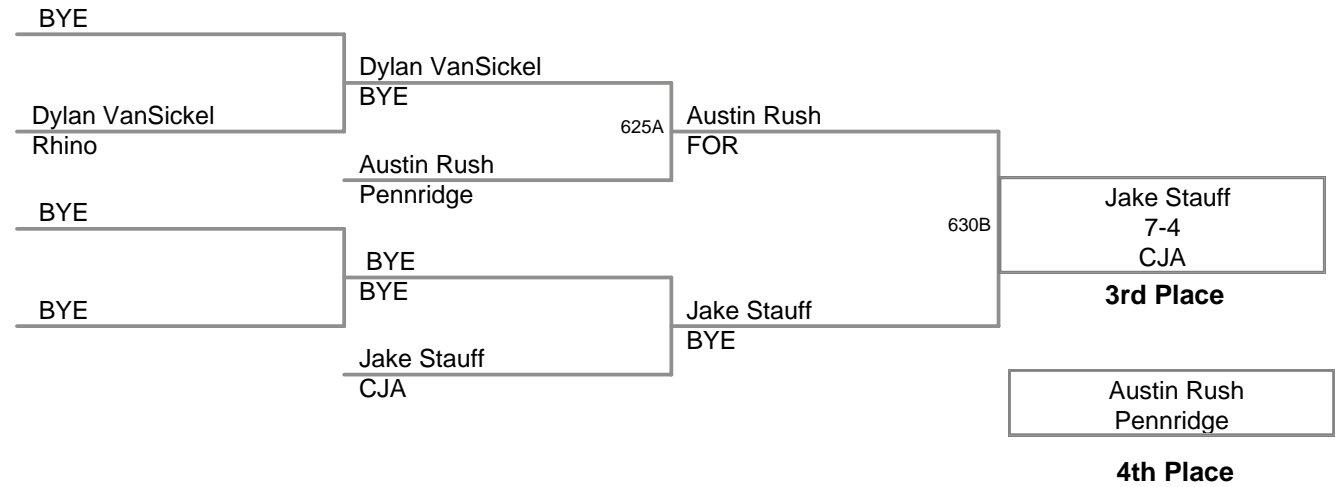 BYE
Dylan VanSickel
Rhino
BYE
BYE
Dylan VanSickel
BYE
Austin Rush
Pennridge
BYE
BYE
Jake Stauff
CJA
625A
Austin Rush
FOR
Jake Stauff
BYE
630B
Jake Stauff
7-4
CJA
3rd Place
Austin Rush
Pennridge
4th Place